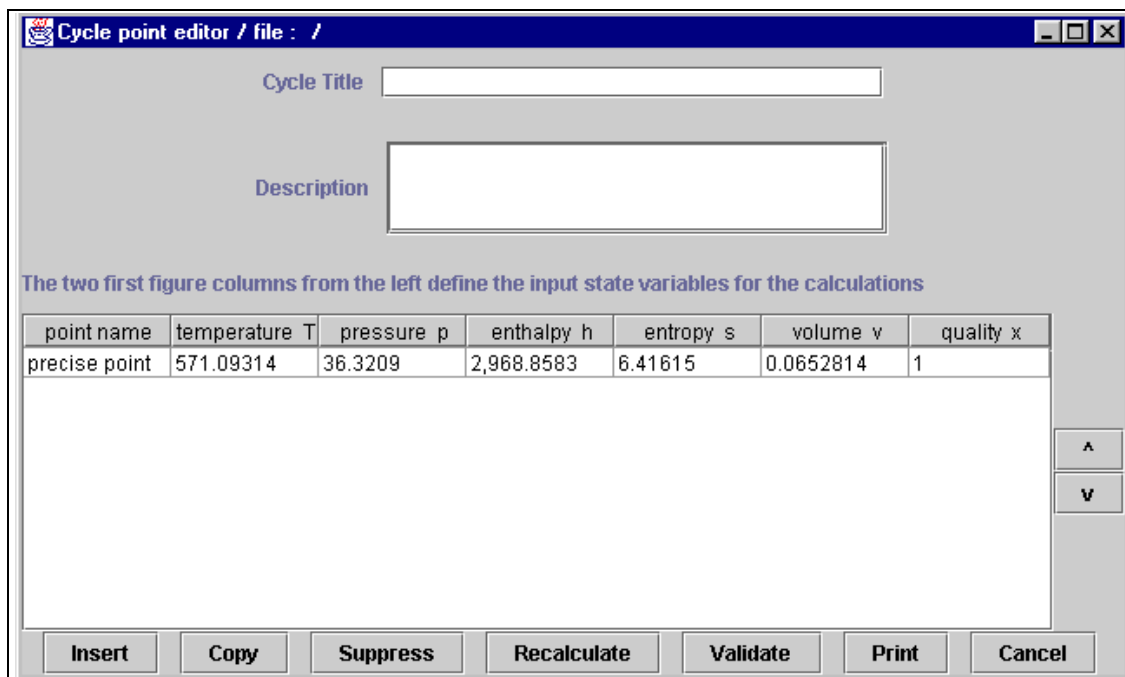 Cycle point editor / file : /
Cycle Title
Description
The two first figure columns from the left define the input state variables for the calculations
point name temperature T pressure p enthalpy h entropy s volume v quality x
precise point 571.09314 36.3209 2,968.8583 6.41615 0.0652814 1
^
v
Insert Copy Suppress Recalculate Validate Print Cancel